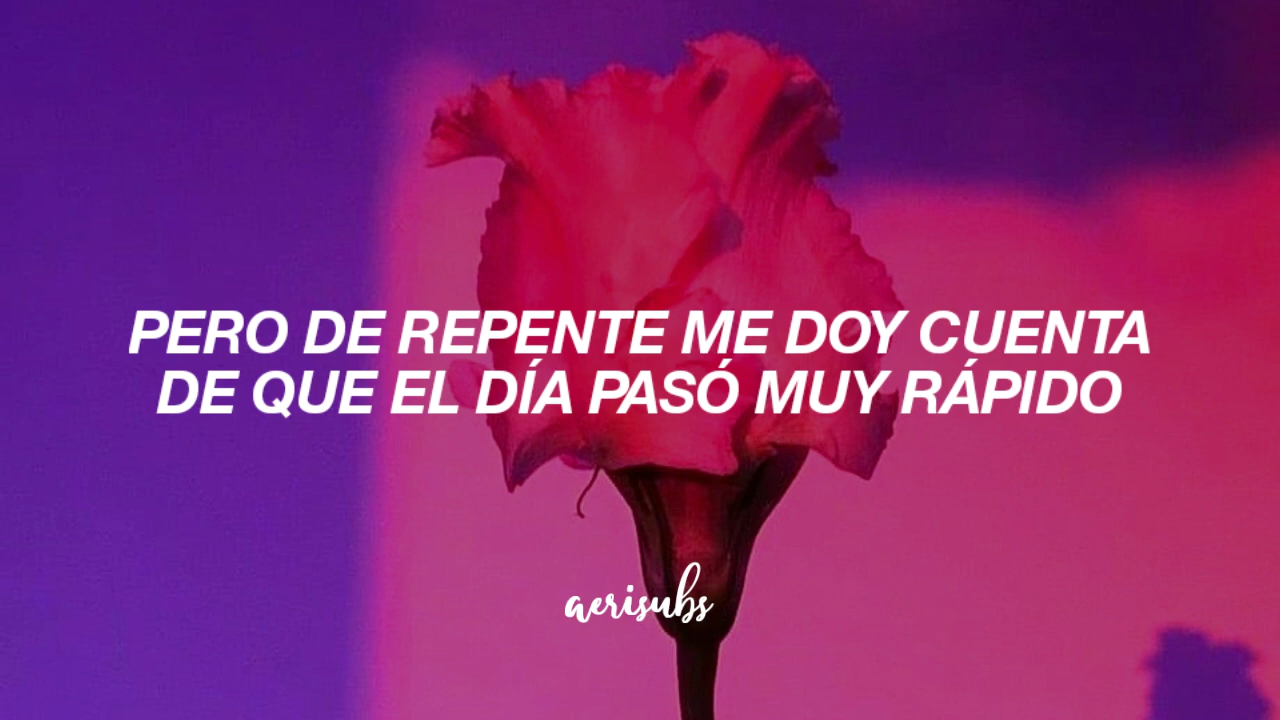 PERO DE REPENTE ME DOY CUENTA
DE QUE EL DÍA PASÓ MUY RÁPIDO
aerisubs